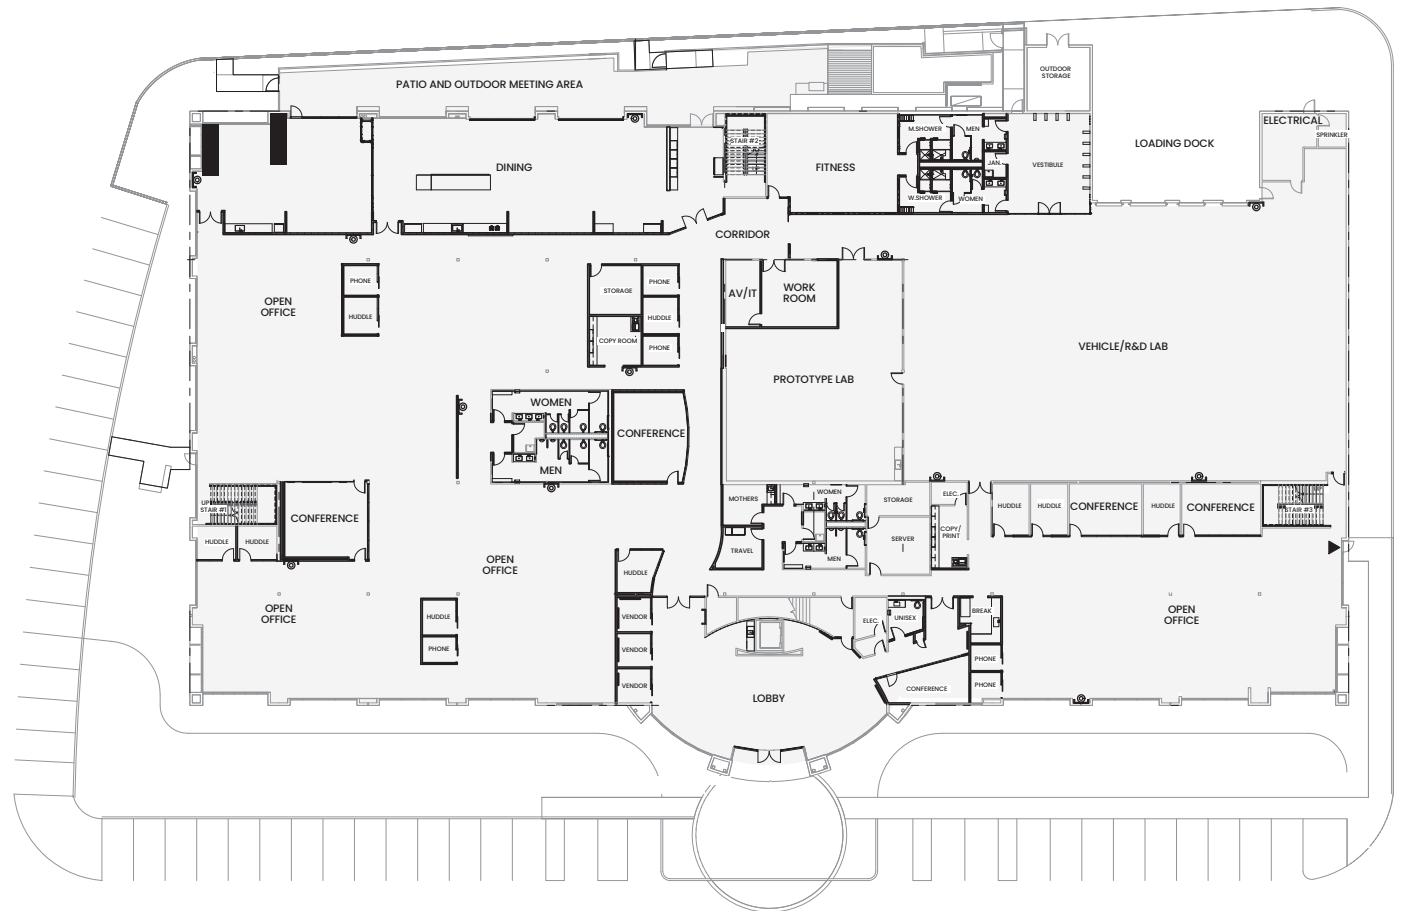 OUTDOOR
STORAGE
PATIO AND OUTDOOR MEETING AREA
ELECTRICAL
SPRINKLER
LOADING DOCK
M.SHOWER
MEN
STAIR #2
DINING
FITNESS
JAN.
VESTIBULE
W.SHOWER
WOMEN
CORRIDOR
PHONE
STORAGE
PHONE
AV/IT
WORK
ROOM
OPEN
OFFICE
HUDDLE
HUDDLE
COPY ROOM
PHONE
VEHICLE/R&D LAB
PROTOTYPE LAB
WOMEN
CONFERENCE
MEN
MOTHERS
WOMEN
STORAGE
ELEC.
UP
STAIR #1
CONFERENCE
HUDDLE
HUDDLE
CONFERENCE
HUDDLE
CONFERENCE
STAIR #3
COPY/
PRINT
HUDDLE
HUDDLE
SERVER
TRAVEL
MEN
OPEN
OFFICE
HUDDLE
OPEN
OFFICE
HUDDLE
VENDOR
ELEC.
UNISEX
BREAK
OPEN
OFFICE
PHONE
VENDOR
PHONE
VENDOR
LOBBY
CONFERENCE
PHONE